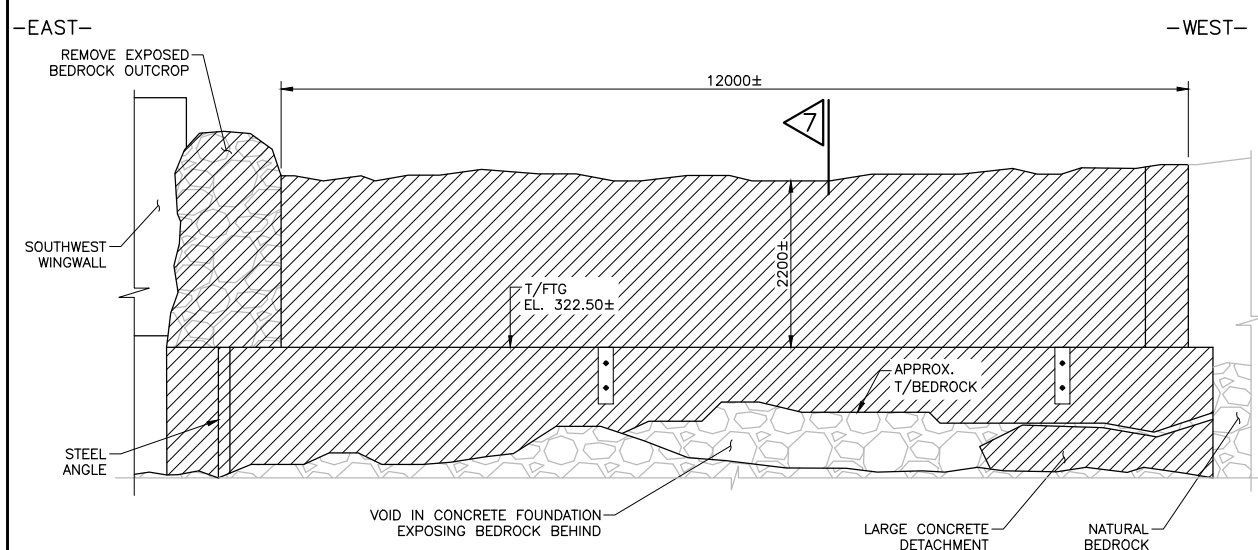 -EAST-
-WEST-
REMOVE EXPOSED
BEDROCK OUTCROP
12000±
7
SOUTHWEST
WINGWALL
2200±
T/FTG
EL. 322.50±
APPROX.
T/BEDROCK
STEEL
ANGLE
VOID IN CONCRETE FOUNDATION
EXPOSING BEDROCK BEHIND
LARGE CONCRETE
DETACHMENT
NATURAL
BEDROCK